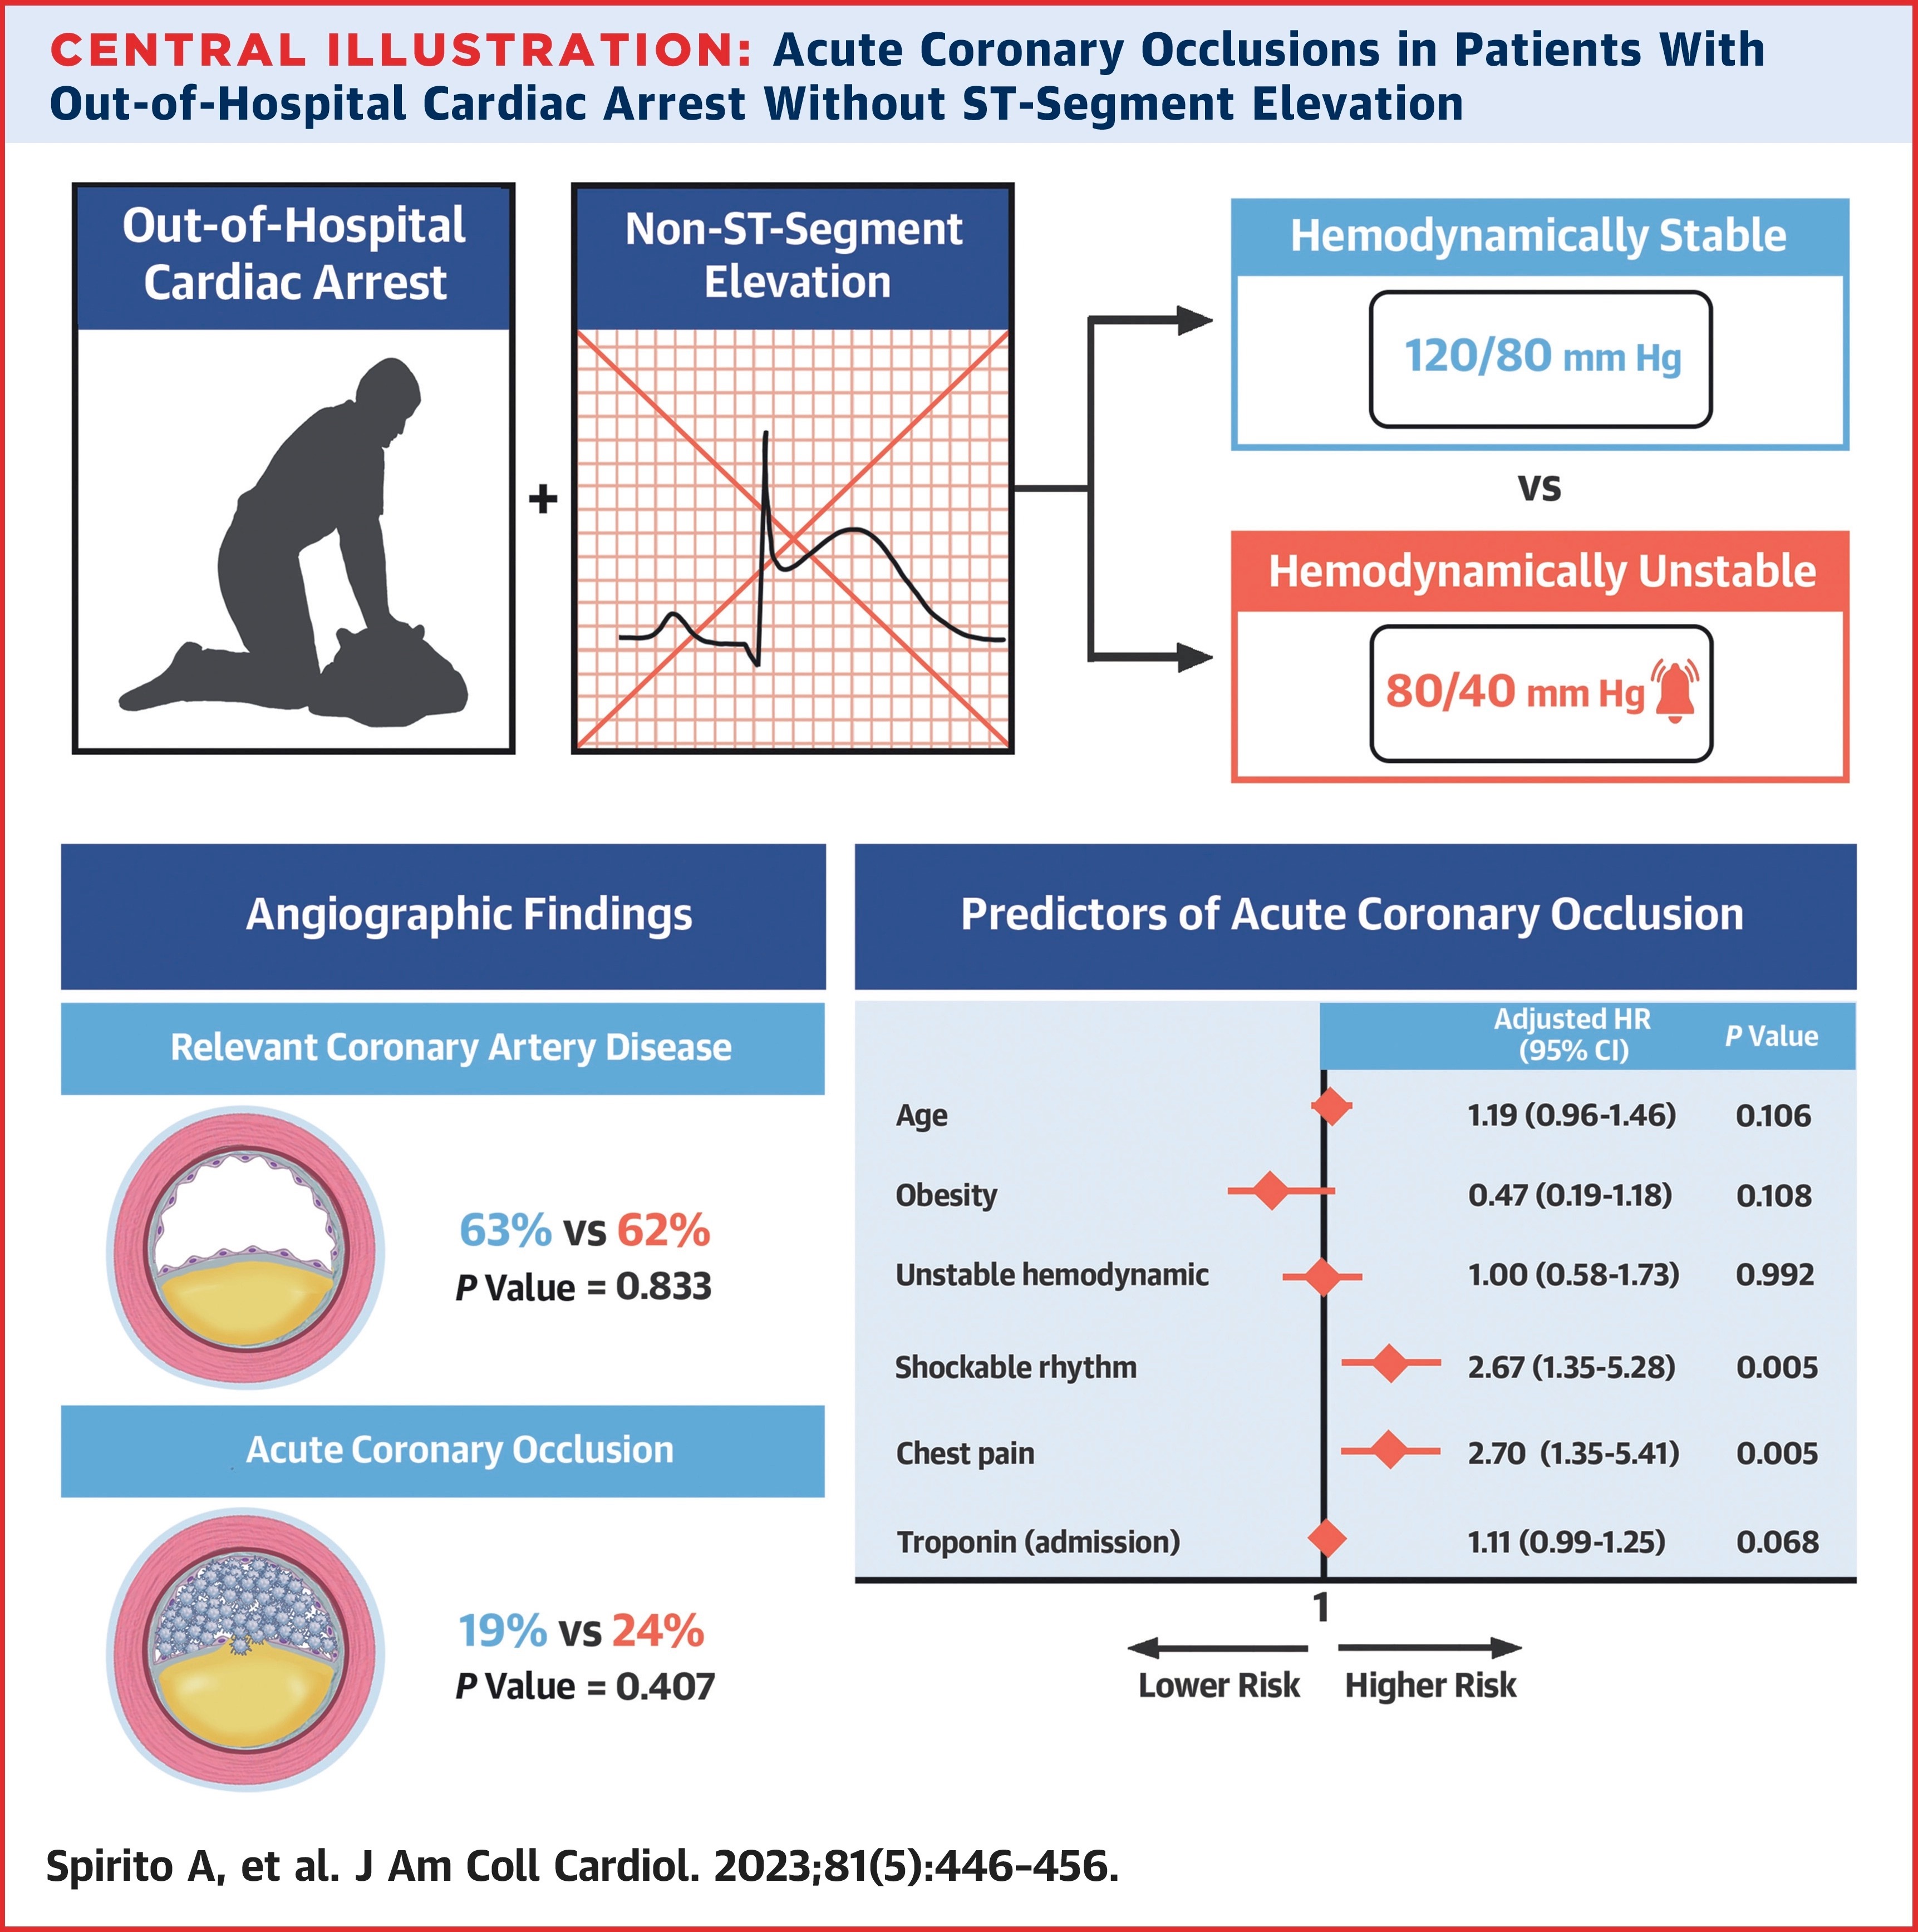 CENTRAL ILLUSTRATION: Acute Coronary Occlusions in Patients With
Out-of-Hospital Cardiac Arrest Without ST-Segment Elevation
Out-of-Hospital
Cardiac Arrest
+
Non-ST-Segment
Elevation
Hemodynamically Stable
120/80 mm Hg
vs
Hemodynamically Unstable
80/40 mm Hg
Angiographic Findings
Relevant Coronary Artery Disease
63% vs 62%
P Value = 0.833
Acute Coronary Occlusion
19% vs 24%
P Value = 0.407
Predictors of Acute Coronary Occlusion
Adjusted HR
(95% CI)
P Value
Age 1.19 (0.96-1.46) 0.106
Obesity 0.47 (0.19-1.18) 0.108
Unstable hemodynamic 1.00 (0.58-1.73) 0.992
Shockable rhythm 2.67 (1.35-5.28) 0.005
Chest pain 2.70 (1.35-5.41) 0.005
Troponin (admission) 1.11 (0.99-1.25) 0.068
1
Lower Risk Higher Risk
Spirito A, et al. J Am Coll Cardiol. 2023;81(5):446-456.